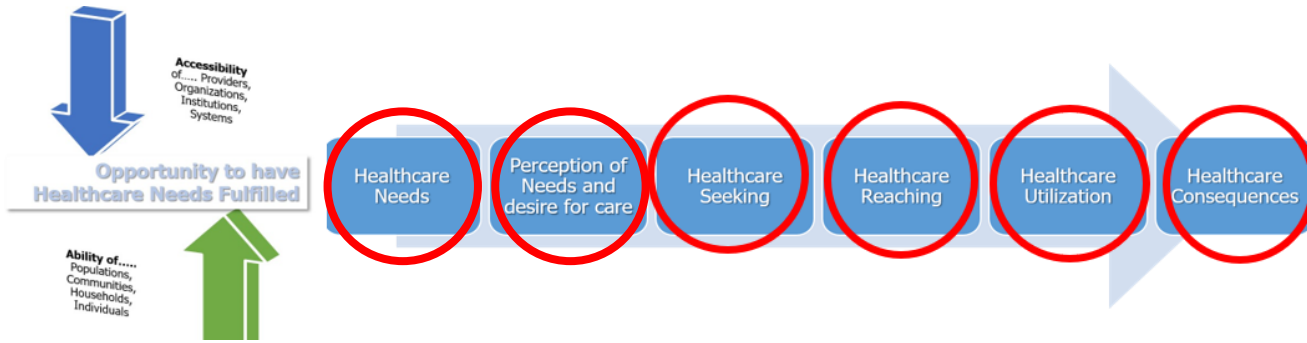 Accessibility
of..... Providers,
Organizations,
Institutions,
Systems
Opportunity to have
Healthcare Needs Fulfilled
Ability of.....
Populations,
Communities,
Households,
Individuals
Healthcare
Needs
Perception of
Needs and
desire for care
Healthcare
Seeking
Healthcare
Reaching
Healthcare
Utilization
Healthcare
Consequences